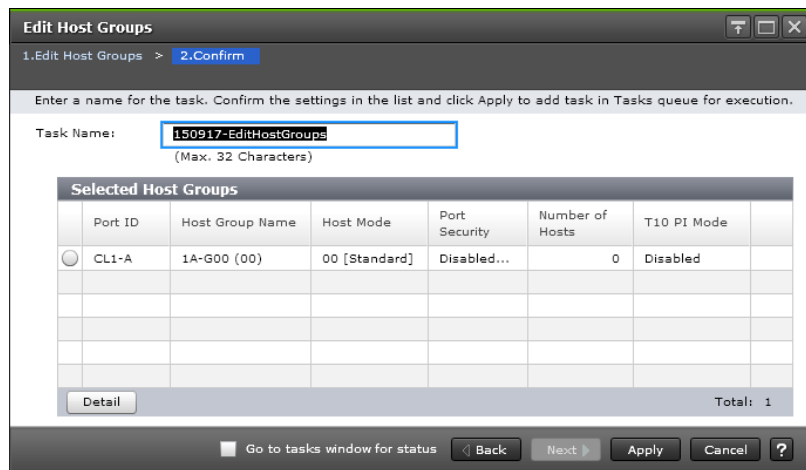 Edit Host Groups
1.Edit Host Groups > 2.Confirm
Enter a name for the task. Confirm the settings in the list and click Apply to add task in Tasks queue for execution.
Task Name: 150917-EditHostGroups
(Max. 32 Characters)
Selected Host Groups
Port ID Host Group Name Host Mode Port Security Number of Hosts T10 PI Mode
CL1-A 1A-G00 (00) 00 [Standard] Disabled... 0 Disabled
Detail Total: 1
Go to tasks window for status Back Next Apply Cancel ?